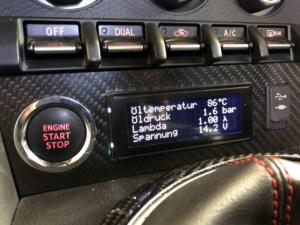 OFF
DUAL
A/C
ENGINE
START
STOP
Öltemperatur 86°C
Öldruck 1.6 bar
Lambda 1.00 λ
Spannung 14.2 V